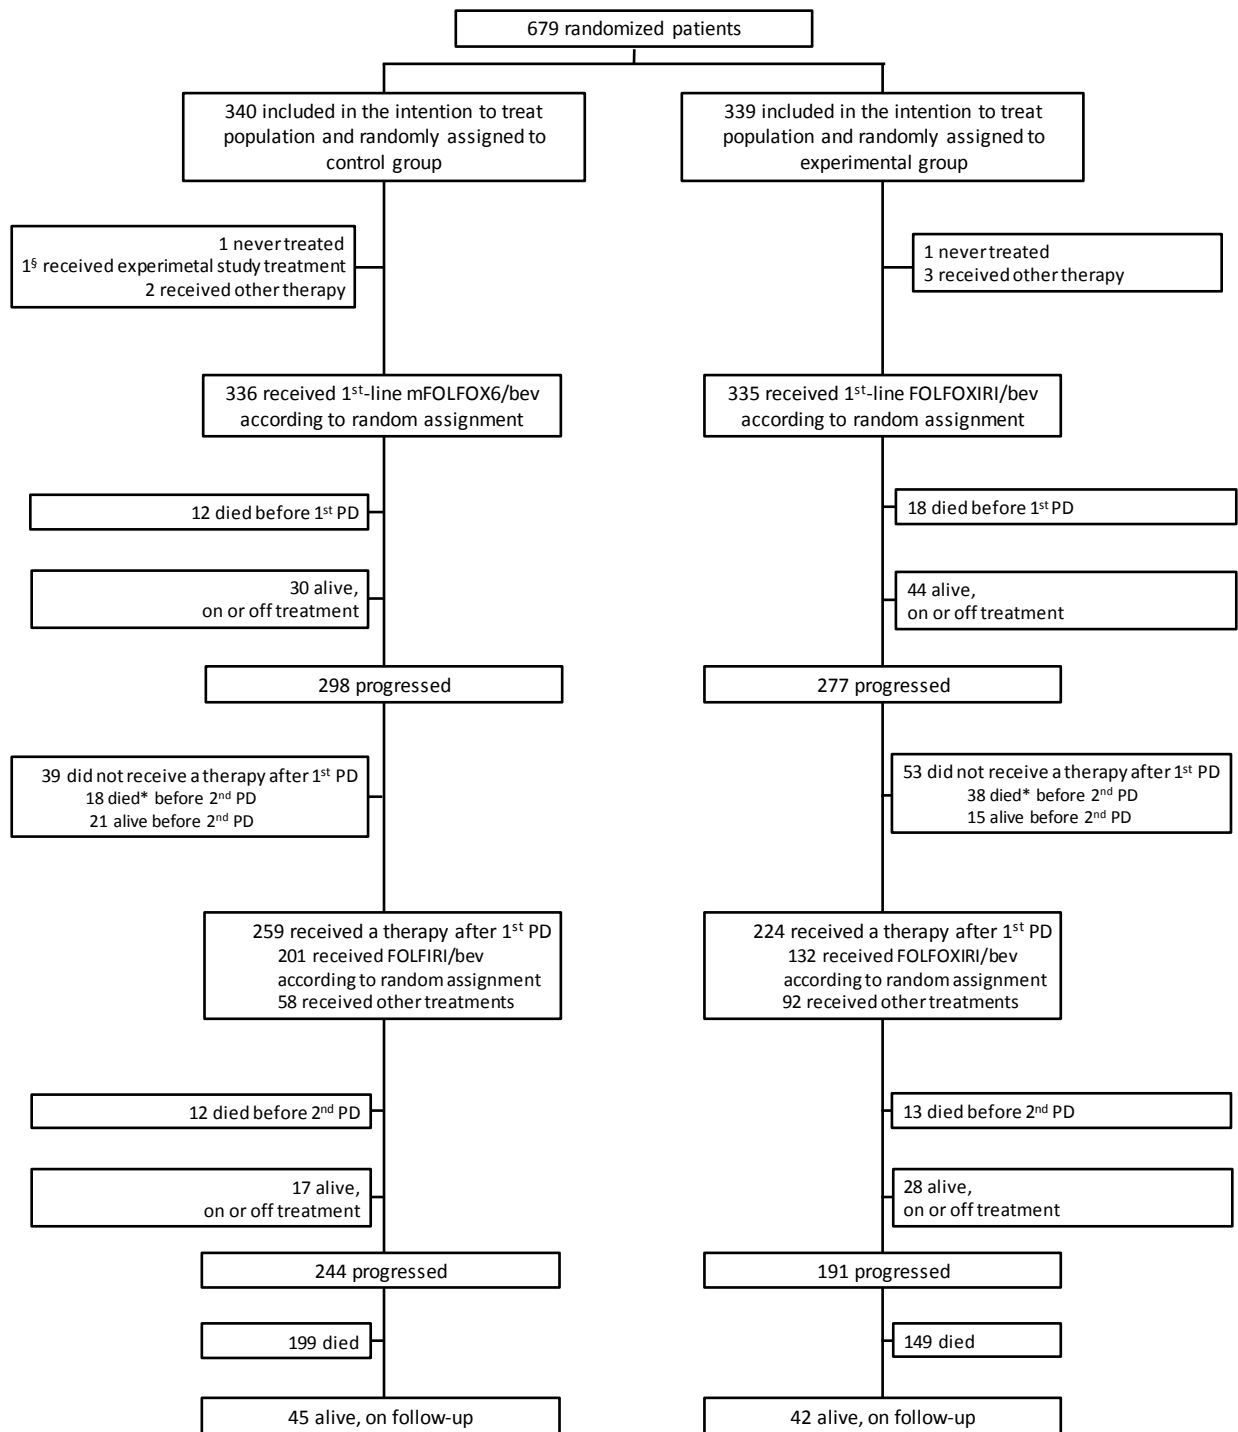 679 randomized patients
340 included in the intention to treat
population and randomly assigned to
control group
339 included in the intention to treat
population and randomly assigned to
experimental group
1 never treated
1§ received experimetal study treatment
2 received other therapy
1 never treated
3 received other therapy
336 received 1st-line mFOLFOX6/bev
according to random assignment
335 received 1st-line FOLFOXIRI/bev
according to random assignment
12 died before 1st PD
18 died before 1st PD
30 alive,
on or off treatment
44 alive,
on or off treatment
298 progressed
277 progressed
39 did not receive a therapy after 1st PD
18 died* before 2nd PD
21 alive before 2nd PD
53 did not receive a therapy after 1st PD
38 died* before 2nd PD
15 alive before 2nd PD
259 received a therapy after 1st PD
201 received FOLFIRI/bev
according to random assignment
58 received other treatments
224 received a therapy after 1st PD
132 received FOLFOXIRI/bev
according to random assignment
92 received other treatments
12 died before 2nd PD
13 died before 2nd PD
17 alive,
on or off treatment
28 alive,
on or off treatment
244 progressed
191 progressed
199 died
149 died
45 alive, on follow-up
42 alive, on follow-up